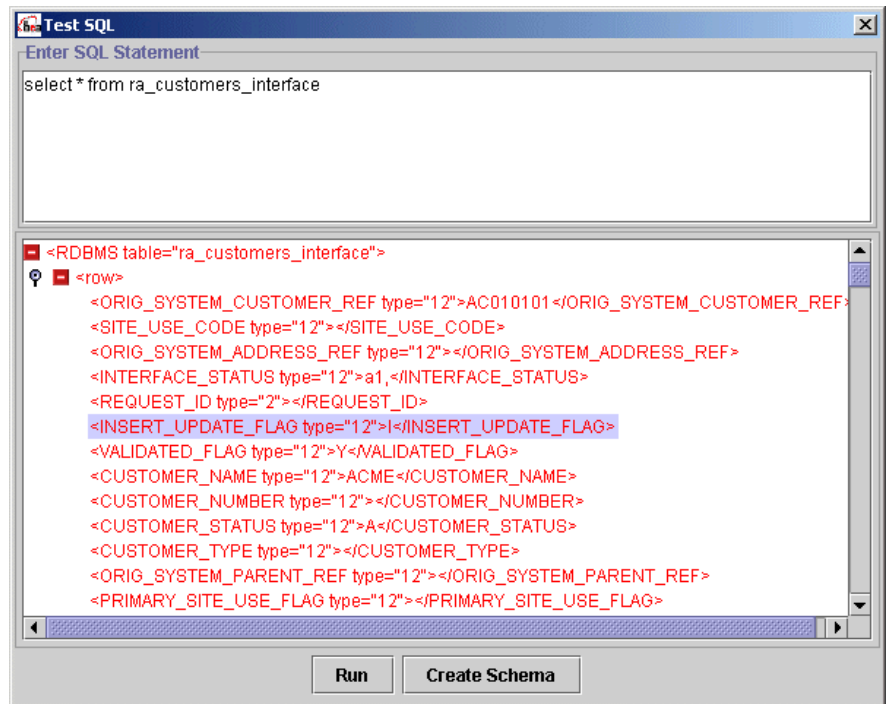 bea Test SQL
Enter SQL Statement
select * from ra_customers_interface
<RDBMS table="ra_customers_interface">
<row>
<ORIG_SYSTEM_CUSTOMER_REF type="12">AC010101</ORIG_SYSTEM_CUSTOMER_REF>
<SITE_USE_CODE type="12"></SITE_USE_CODE>
<ORIG_SYSTEM_ADDRESS_REF type="12"></ORIG_SYSTEM_ADDRESS_REF>
<INTERFACE_STATUS type="12">a1,</INTERFACE_STATUS>
<REQUEST_ID type="2"></REQUEST_ID>
<INSERT_UPDATE_FLAG type="12">I</INSERT_UPDATE_FLAG>
<VALIDATED_FLAG type="12">Y</VALIDATED_FLAG>
<CUSTOMER_NAME type="12">ACME</CUSTOMER_NAME>
<CUSTOMER_NUMBER type="12"></CUSTOMER_NUMBER>
<CUSTOMER_STATUS type="12">A</CUSTOMER_STATUS>
<CUSTOMER_TYPE type="12"></CUSTOMER_TYPE>
<ORIG_SYSTEM_PARENT_REF type="12"></ORIG_SYSTEM_PARENT_REF>
<PRIMARY_SITE_USE_FLAG type="12"></PRIMARY_SITE_USE_FLAG>
Run Create Schema